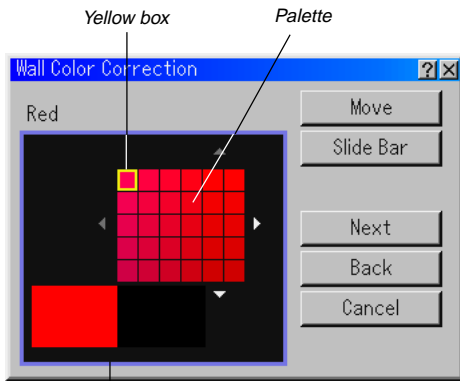 Yellow box
Palette
Wall Color Correction
?
×
Red
Move
Slide Bar
Next
Back
Cancel